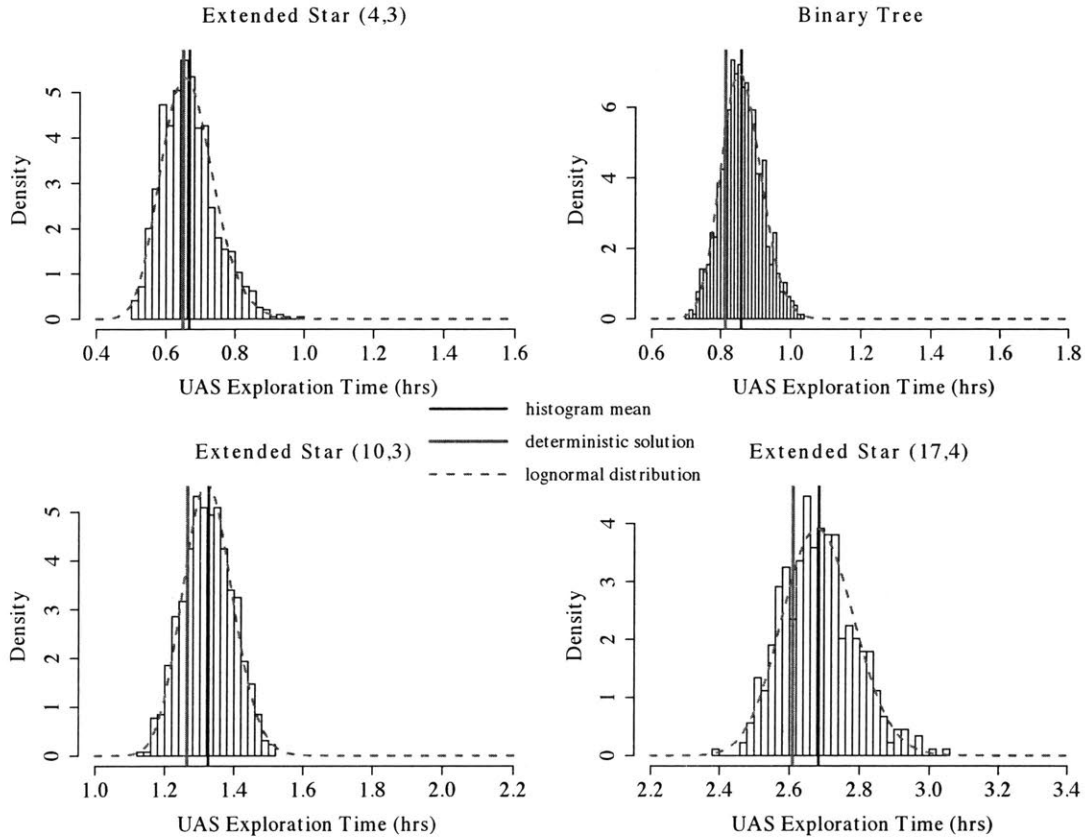 Extended Star (4,3)
Density
0 1 2 3 4 5
0.4 0.6 0.8 1.0 1.2 1.4 1.6
UAS Exploration Time (hrs)
Binary Tree
Density
0 2 4 6
0.6 0.8 1.0 1.2 1.4 1.6 1.8
UAS Exploration Time (hrs)
histogram mean
deterministic solution
lognormal distribution
Extended Star (10,3)
Density
0 1 2 3 4 5
1.0 1.2 1.4 1.6 1.8 2.0 2.2
UAS Exploration Time (hrs)
Extended Star (17,4)
Density
0 1 2 3 4
2.2 2.4 2.6 2.8 3.0 3.2 3.4
UAS Exploration Time (hrs)